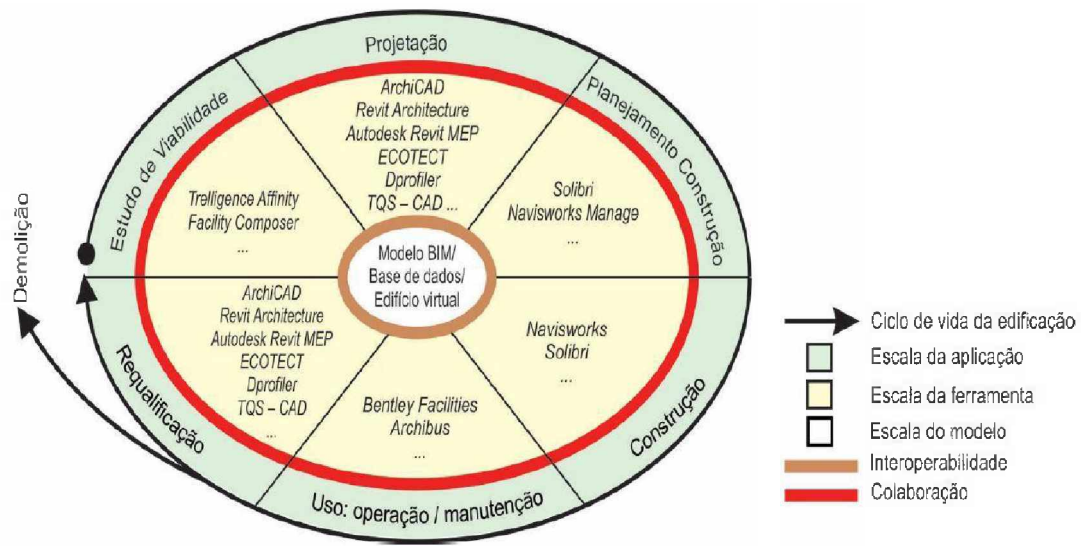 Projetação
ArchiCAD
Revit Architecture
Autodesk Revit MEP
ECOTECT
Dprofiler
TQS – CAD ...
Planejamento Construção
Solibri
Navisworks Manage
...
Estudo de Viabilidade
Trelligence Affinity
Facility Composer
...
Modelo BIM/
Base de dados/
Edifício virtual
Demolição
ArchiCAD
Revit Architecture
Autodesk Revit MEP
ECOTECT
Dprofiler
TQS – CAD
...
Requalificação
Bentley Facilities
Archibus
...
Uso: operação / manutenção
Navisworks
Solibri
...
Construção
Ciclo de vida da edificação
Escala da aplicação
Escala da ferramenta
Escala do modelo
Interoperabilidade
Colaboração